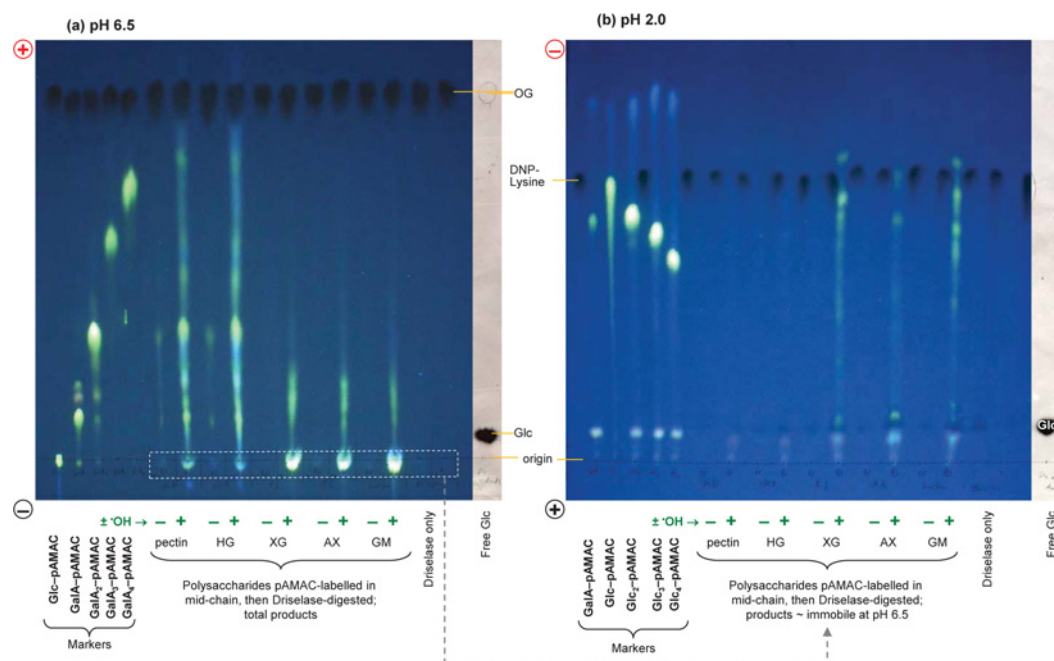 (a) pH 6.5
(b) pH 2.0
+
−
OG
DNP-
Lysine
Glc
Glc
origin
−
+
± •OH → − + − + − + − + − +
± •OH → − + − + − + − + − +
Glc–pAMAC
GalA–pAMAC
GalA₂–pAMAC
GalA₃–pAMAC
GalA₄–pAMAC
pectin HG XG AX GM
Driselase only
Free Glc
Polysaccharides pAMAC-labelled in
mid-chain, then Driselase-digested;
total products
Markers
GalA–pAMAC
Glc–pAMAC
Glc₂–pAMAC
Glc₃–pAMAC
Glc₄–pAMAC
pectin HG XG AX GM
Driselase only
Free Glc
Polysaccharides pAMAC-labelled in
mid-chain, then Driselase-digested;
products ~ immobile at pH 6.5
Markers